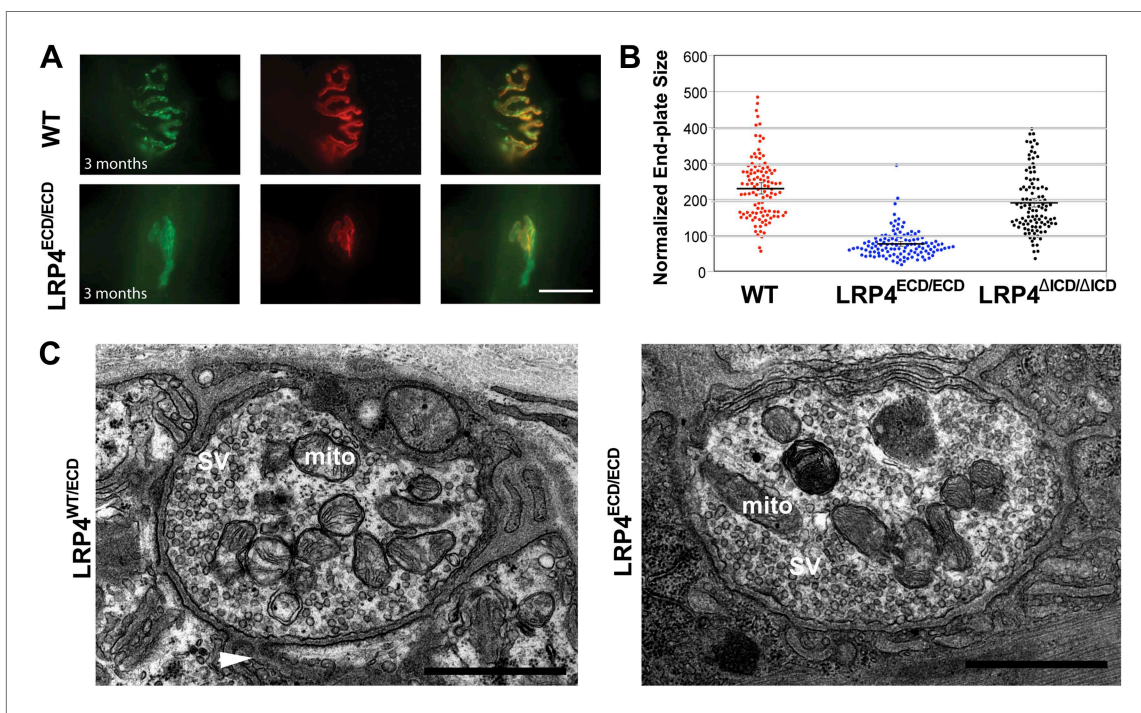 A
WT
3 months
LRP4ECD/ECD
3 months
B
Normalized End-plate Size
600
500
400
300
200
100
0
WT
LRP4ECD/ECD
LRP4ΔICD/ΔICD
C
LRP4WT/ECD
SV
mito
LRP4ECD/ECD
mito
SV